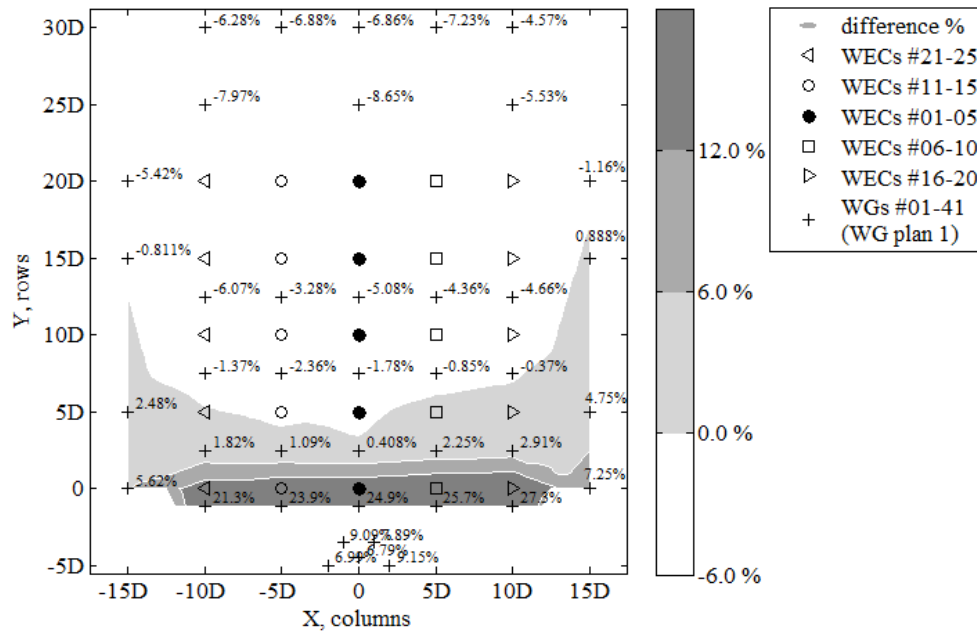 30D
-6.28%
-6.88%
-6.86%
-7.23%
-4.57%
25D
-7.97%
-8.65%
-5.53%
20D
-5.42%
-1.16%
15D
-0.811%
0.888%
-6.07%
-3.28%
-5.08%
-4.36%
-4.66%
10D
-1.37%
-2.36%
-1.78%
-0.85%
-0.37%
5D
2.48%
4.75%
1.82%
1.09%
0.408%
2.25%
2.91%
0
5.62%
7.25%
21.3%
23.9%
24.9%
25.7%
27.3%
9.09%
7.89%
6.79%
9.15%
-5D
-15D
-10D
-5D
0
5D
10D
15D
X, columns
Y, rows
12.0 %
6.0 %
0.0 %
-6.0 %
difference %
WECs #21-25
WECs #11-15
WECs #01-05
WECs #06-10
WECs #16-20
WGs #01-41
(WG plan 1)